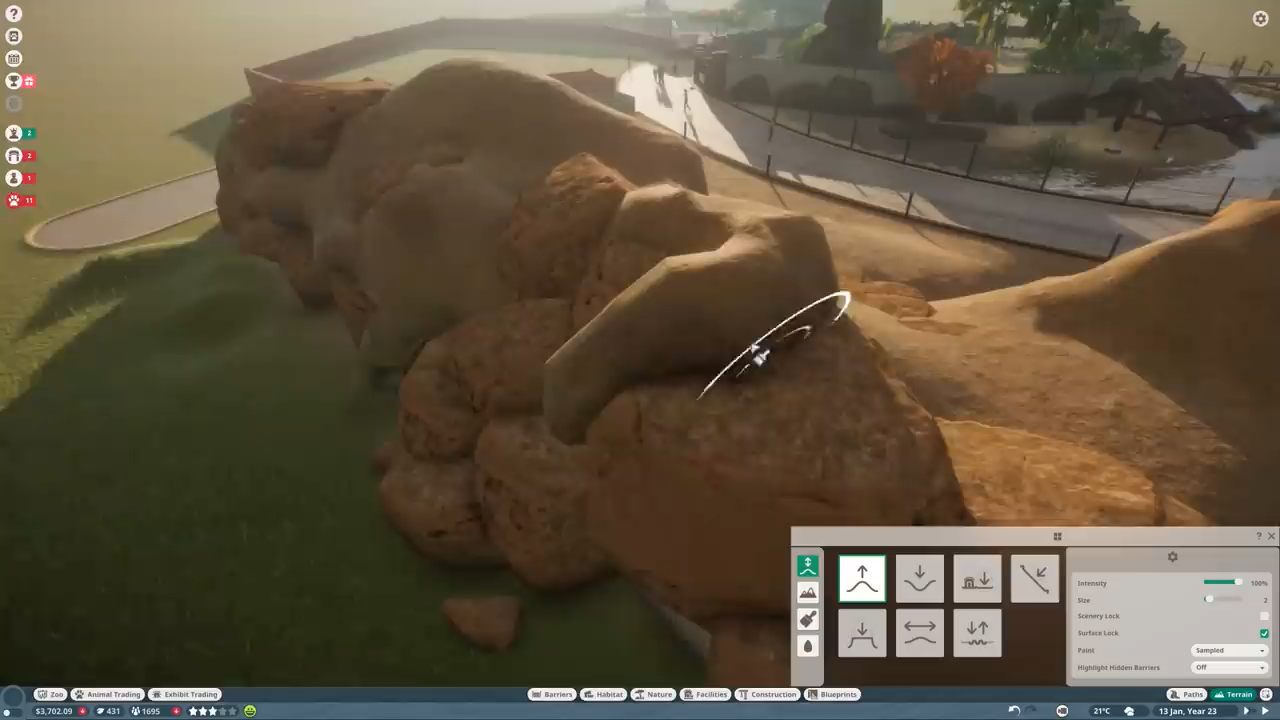 ?
2
2
1
11
? ×
Intensity 100%
Size 2
Scenery Lock
Surface Lock
Paint Sampled
Highlight Hidden Barriers Off
Zoo Animal Trading Exhibit Trading Barriers Habitat Nature Facilities Construction Blueprints Paths Terrain
$3,702.09 431 1695 21°C 13 Jan, Year 23